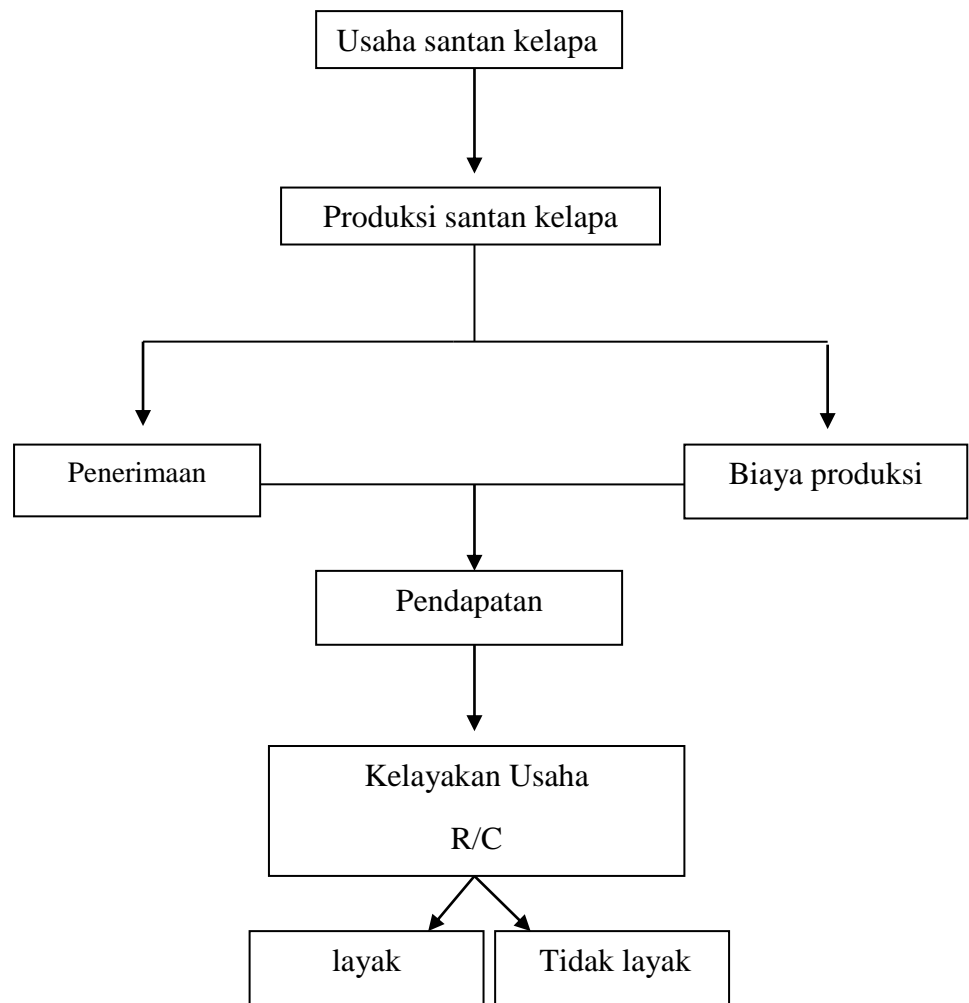 Usaha santan kelapa
Produksi santan kelapa
Penerimaan
Biaya produksi
Pendapatan
Kelayakan Usaha
R/C
layak
Tidak layak